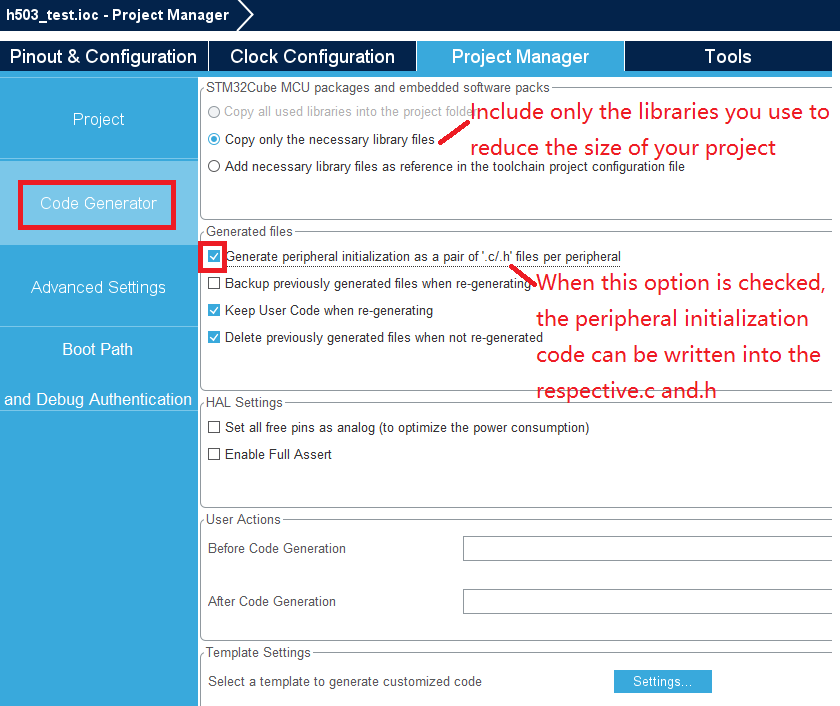 h503_test.ioc - Project Manager
Pinout & Configuration
Clock Configuration
Project Manager
Tools
Project
Code Generator
Advanced Settings
Boot Path
and Debug Authentication
STM32Cube MCU packages and embedded software packs
Copy all used libraries into the project folder
Copy only the necessary library files
Add necessary library files as reference in the toolchain project configuration file
Include only the libraries you use to
reduce the size of your project
Generated files
Generate peripheral initialization as a pair of '.c/.h' files per peripheral
Backup previously generated files when re-generating
Keep User Code when re-generating
Delete previously generated files when not re-generated
When this option is checked,
the peripheral initialization
code can be written into the
respective.c and.h
HAL Settings
Set all free pins as analog (to optimize the power consumption)
Enable Full Assert
User Actions
Before Code Generation
After Code Generation
Template Settings
Select a template to generate customized code
Settings...